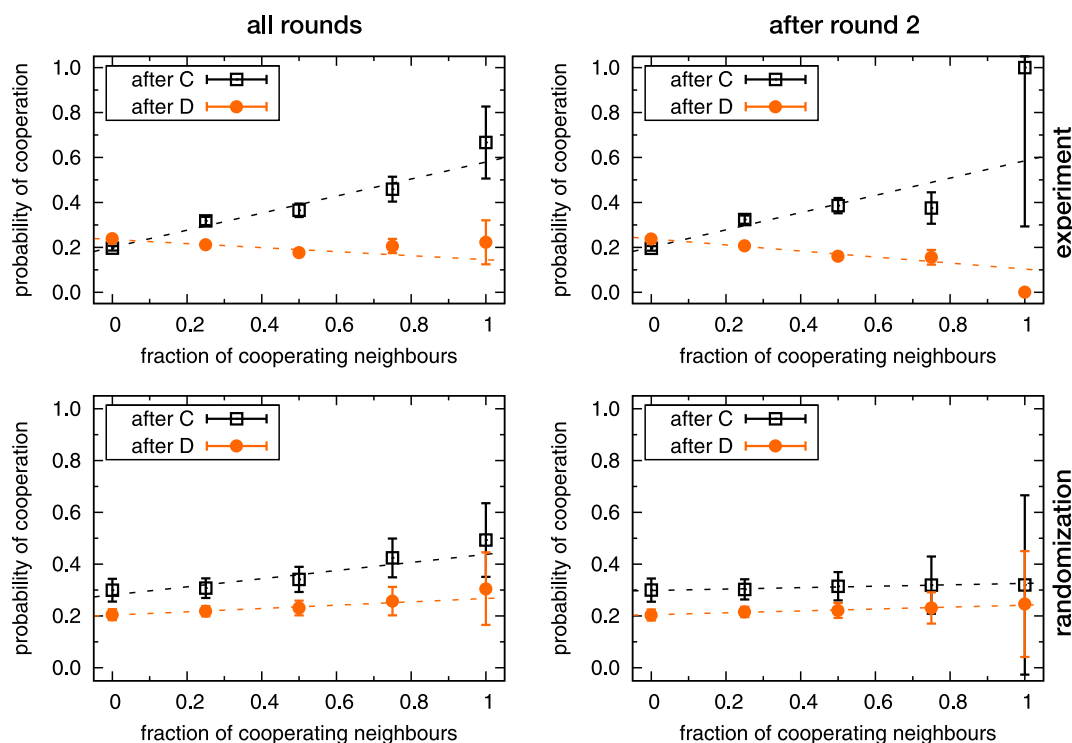 all rounds
after round 2
probability of cooperation
1.0
0.8
0.6
0.4
0.2
0.0
after C
after D
0
0.2
0.4
0.6
0.8
1
fraction of cooperating neighbours
probability of cooperation
1.0
0.8
0.6
0.4
0.2
0.0
after C
after D
0
0.2
0.4
0.6
0.8
1
fraction of cooperating neighbours
experiment
probability of cooperation
1.0
0.8
0.6
0.4
0.2
0.0
after C
after D
0
0.2
0.4
0.6
0.8
1
fraction of cooperating neighbours
probability of cooperation
1.0
0.8
0.6
0.4
0.2
0.0
after C
after D
0
0.2
0.4
0.6
0.8
1
fraction of cooperating neighbours
randomization